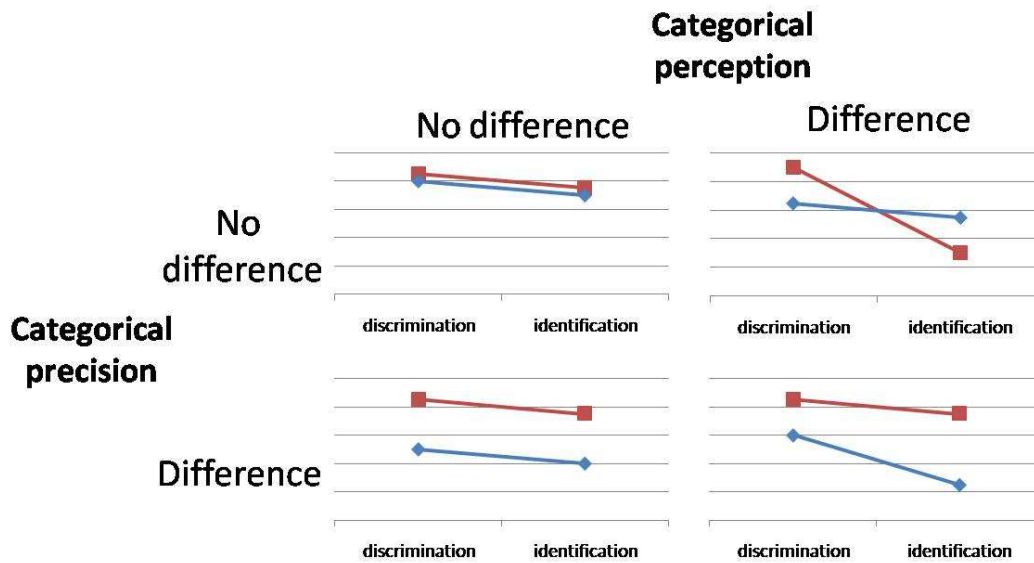 Categorical
perception
No difference
Difference
No
difference
discrimination
identification
discrimination
identification
Categorical
precision
Difference
discrimination
identification
discrimination
identification